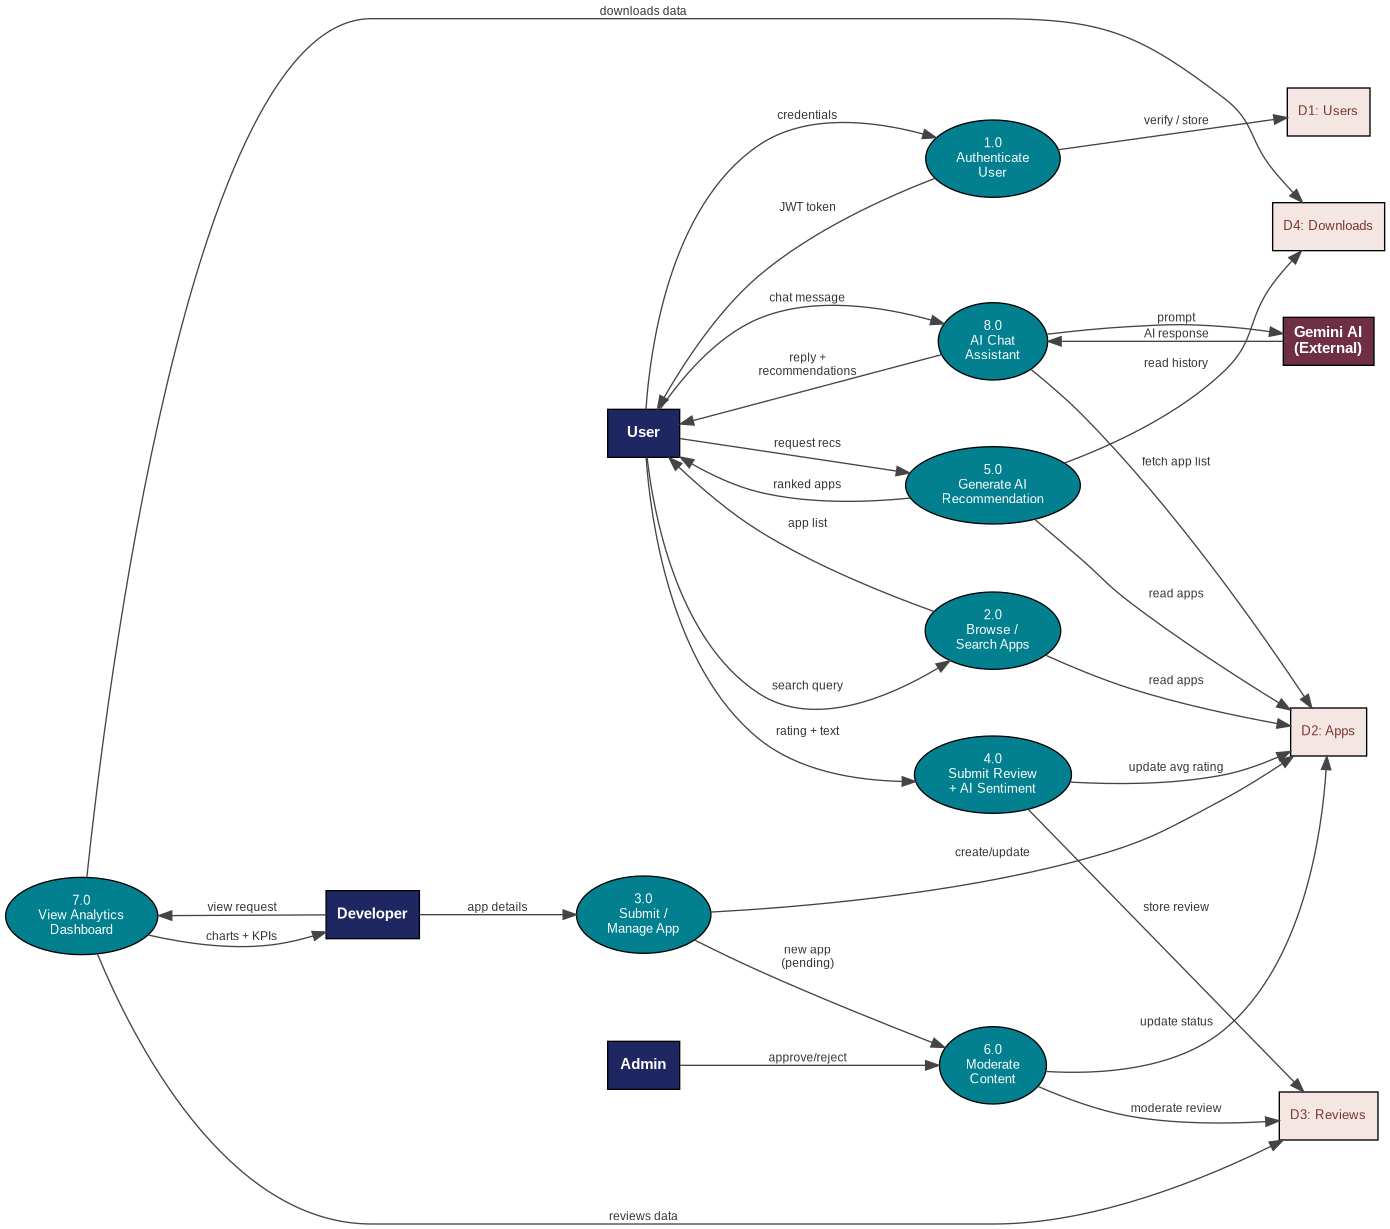 downloads data
D1: Users
credentials
verify / store
1.0
Authenticate
User
JWT token
D4: Downloads
chat message
prompt
8.0
AI Chat
Assistant
AI response
Gemini AI
(External)
reply +
recommendations
read history
User
request recs
fetch app list
5.0
Generate AI
Recommendation
ranked apps
app list
read apps
2.0
Browse /
Search Apps
search query
read apps
D2: Apps
rating + text
4.0
Submit Review
+ AI Sentiment
update avg rating
create/update
7.0
View Analytics
Dashboard
view request
charts + KPIs
Developer
app details
3.0
Submit /
Manage App
store review
new app
(pending)
update status
Admin
approve/reject
6.0
Moderate
Content
moderate review
D3: Reviews
reviews data